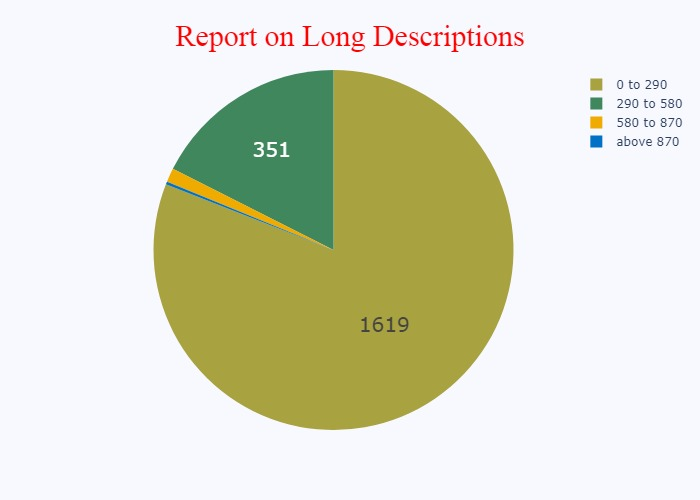 Report on Long Descriptions
0 to 290
290 to 580
580 to 870
above 870
351
1619